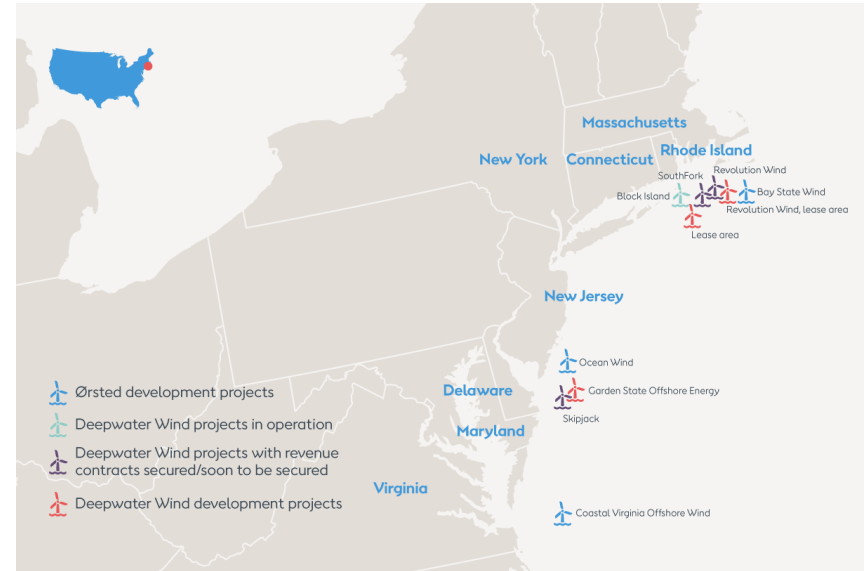 Massachusetts
Rhode Island
New York
Connecticut
Revolution Wind
SouthFork
Block Island
Bay State Wind
Revolution Wind, lease area
Lease area
New Jersey
Ocean Wind
Ørsted development projects
Delaware
Garden State Offshore Energy
Skipjack
Deepwater Wind projects in operation
Maryland
Deepwater Wind projects with revenue
contracts secured/soon to be secured
Virginia
Deepwater Wind development projects
Coastal Virginia Offshore Wind